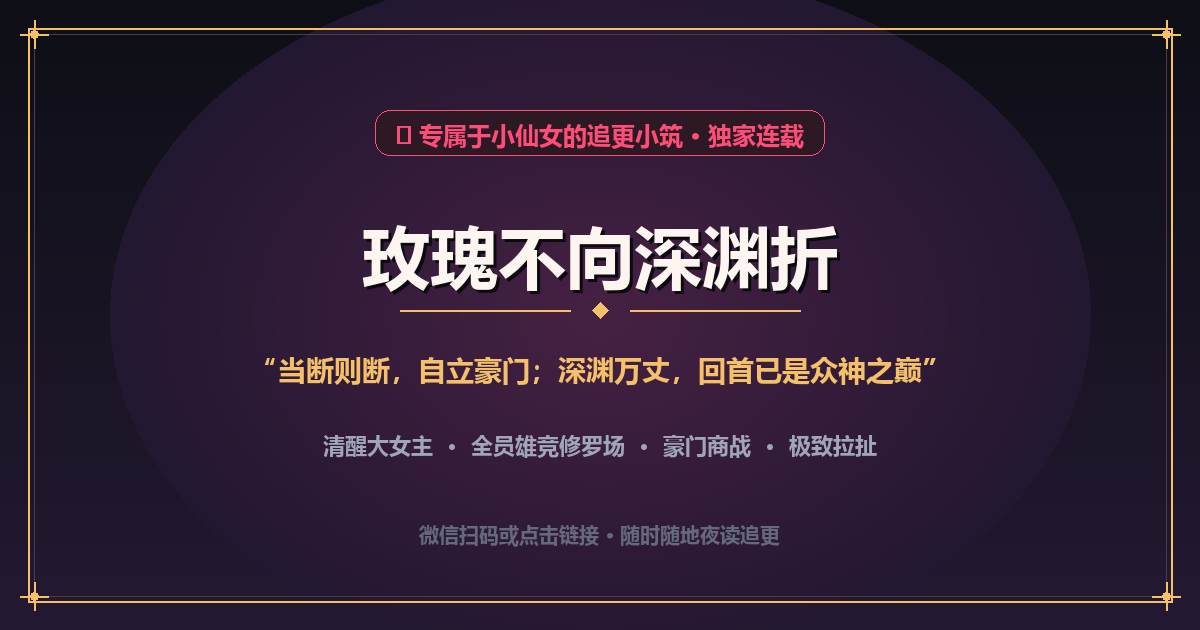 专属于小仙女的追更小筑 • 独家连载
玫瑰不向深渊折
“当断则断，自立豪门；深渊万丈，回首已是众神之巅”
清醒大女主 • 全员雄竞修罗场 • 豪门商战 • 极致拉扯
微信扫码或点击链接 • 随时随地夜读追更